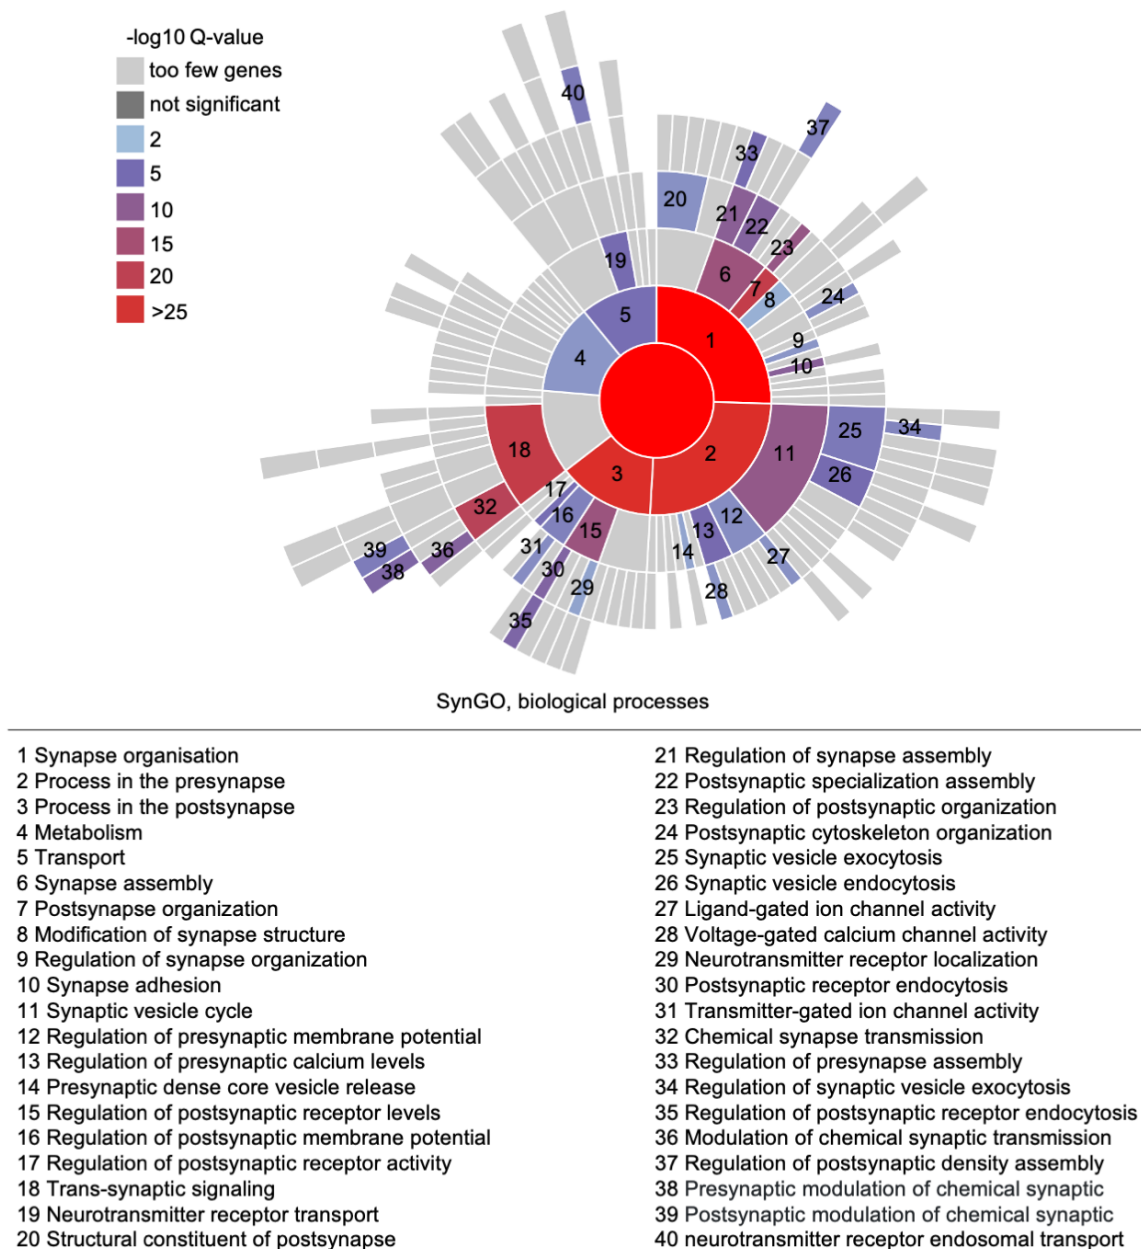 -log10 Q-value
too few genes
not significant
2
5
10
15
20
>25
40
37
33
20
21
22
23
19
6
7
8
24
5
1
9
10
4
18
3
2
11
25
34
26
17
32
16
15
13
12
14
31
36
39
38
30
29
28
27
35
SynGO, biological processes
1 Synapse organisation
2 Process in the presynapse
3 Process in the postsynapse
4 Metabolism
5 Transport
6 Synapse assembly
7 Postsynapse organization
8 Modification of synapse structure
9 Regulation of synapse organization
10 Synapse adhesion
11 Synaptic vesicle cycle
12 Regulation of presynaptic membrane potential
13 Regulation of presynaptic calcium levels
14 Presynaptic dense core vesicle release
15 Regulation of postsynaptic receptor levels
16 Regulation of postsynaptic membrane potential
17 Regulation of postsynaptic receptor activity
18 Trans-synaptic signaling
19 Neurotransmitter receptor transport
20 Structural constituent of postsynapse
21 Regulation of synapse assembly
22 Postsynaptic specialization assembly
23 Regulation of postsynaptic organization
24 Postsynaptic cytoskeleton organization
25 Synaptic vesicle exocytosis
26 Synaptic vesicle endocytosis
27 Ligand-gated ion channel activity
28 Voltage-gated calcium channel activity
29 Neurotransmitter receptor localization
30 Postsynaptic receptor endocytosis
31 Transmitter-gated ion channel activity
32 Chemical synapse transmission
33 Regulation of presynapse assembly
34 Regulation of synaptic vesicle exocytosis
35 Regulation of postsynaptic receptor endocytosis
36 Modulation of chemical synaptic transmission
37 Regulation of postsynaptic density assembly
38 Presynaptic modulation of chemical synaptic
39 Postsynaptic modulation of chemical synaptic
40 neurotransmitter receptor endosomal transport